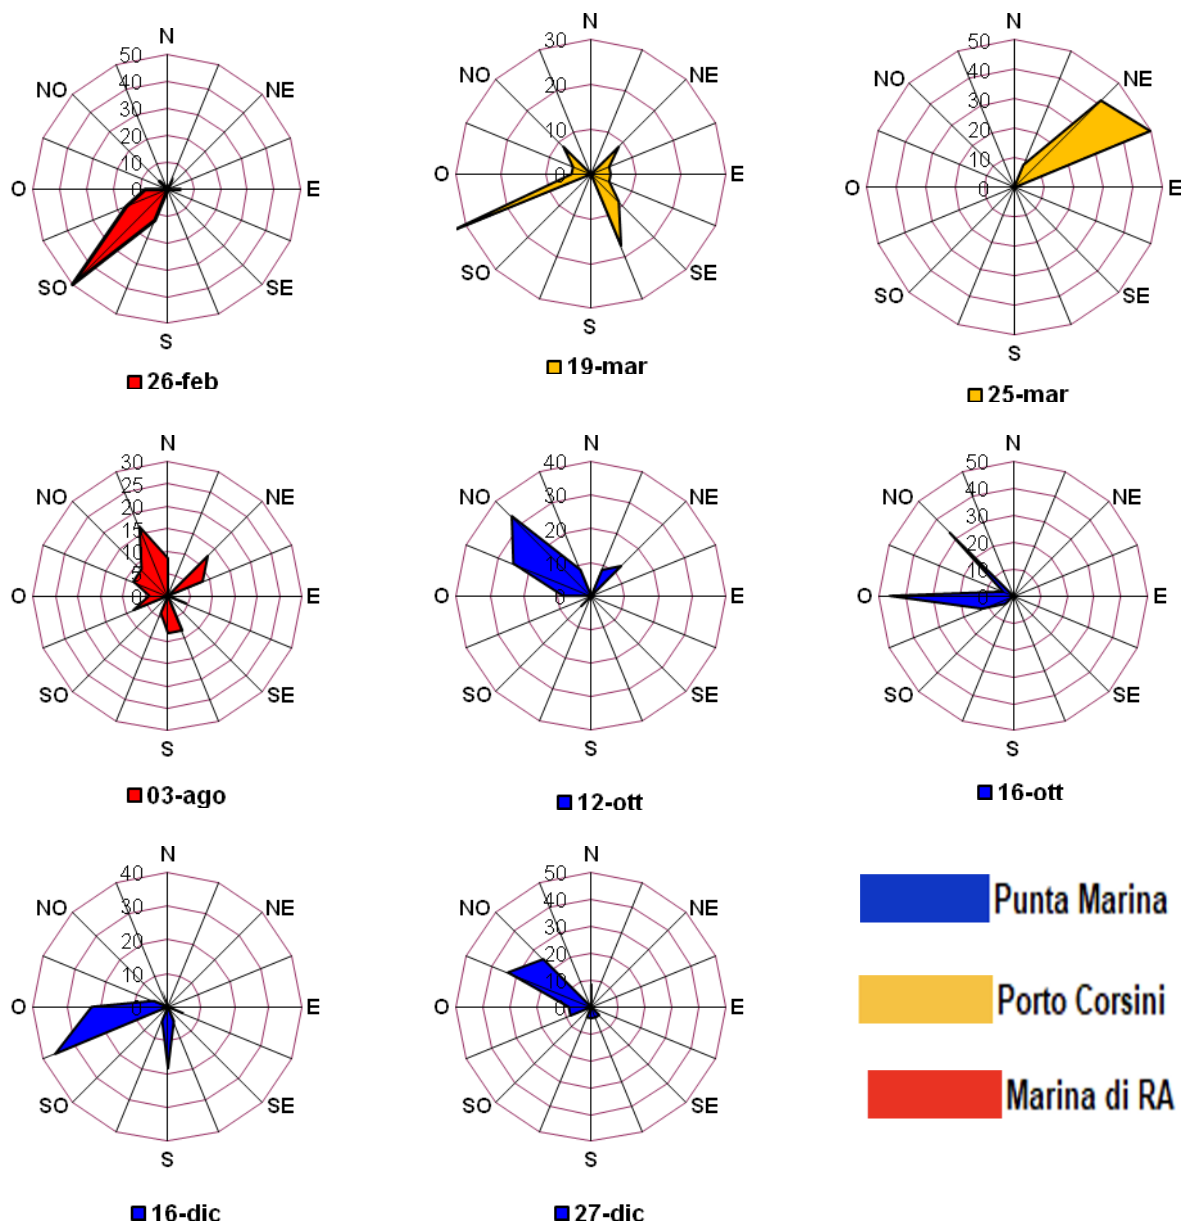 N
50
40
30
20
10
0
NO
NE
O
E
SO
SE
S
26-feb
N
30
20
10
0
NO
NE
O
E
SO
SE
S
19-mar
N
50
40
30
20
10
0
NO
NE
O
E
SO
SE
S
25-mar
N
30
25
20
15
10
5
0
NO
NE
O
E
SO
SE
S
03-ago
N
40
30
20
10
0
NO
NE
O
E
SO
SE
S
12-ott
N
50
40
30
20
10
0
NO
NE
O
E
SO
SE
S
16-ott
N
40
30
20
10
0
NO
NE
O
E
SO
SE
S
16-dic
N
50
40
30
20
10
0
NO
NE
O
E
SO
SE
S
27-dic
Punta Marina
Porto Corsini
Marina di RA